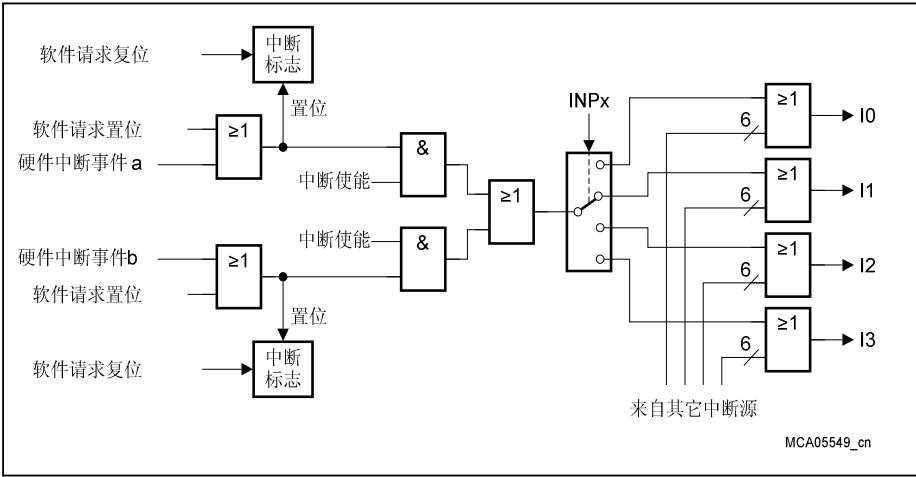 软件请求复位
中断
标志
置位
软件请求置位
硬件中断事件a
≥1
&
中断使能
≥1
INPx
硬件中断事件b
软件请求置位
≥1
中断使能
&
置位
软件请求复位
中断
标志
≥1
6
I0
≥1
6
I1
≥1
6
I2
≥1
6
I3
来自其它中断源
MCA05549_cn